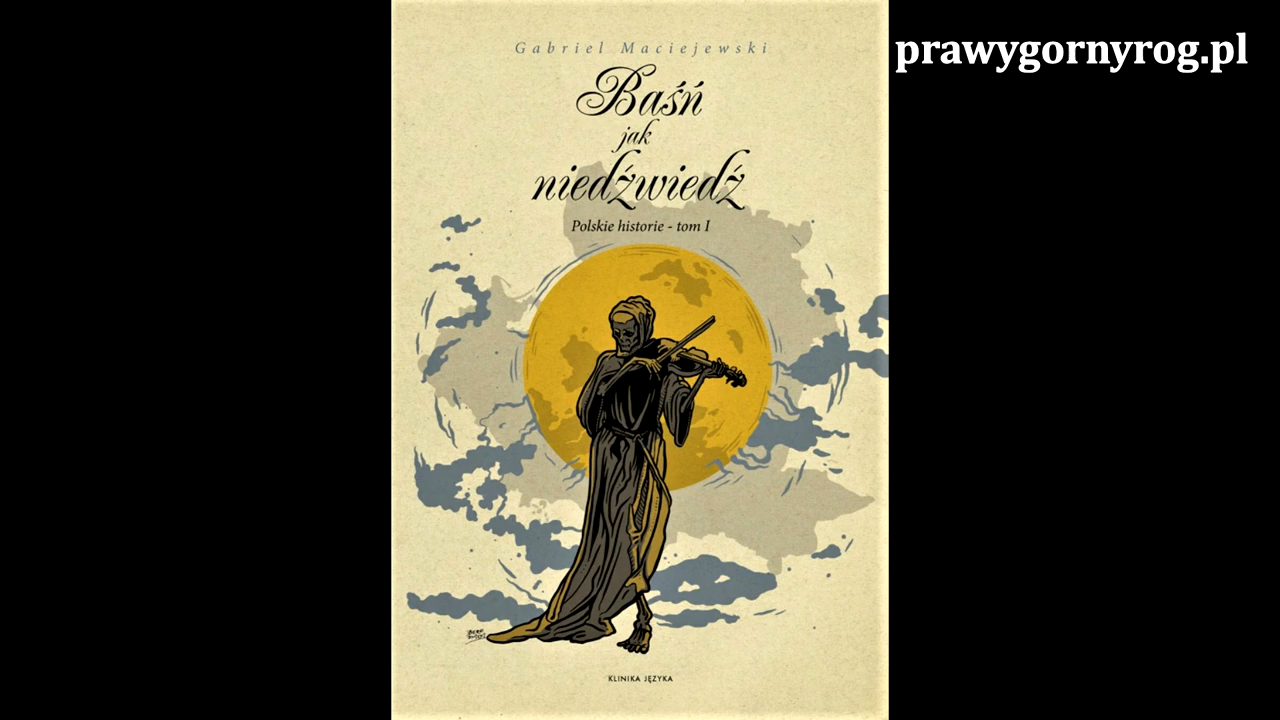 Gabriel Maciejewski
prawygornyrog.pl
Baśń
jak
niedźwiedź
Polskie historie - tom I
KLINIKA JĘZYKA